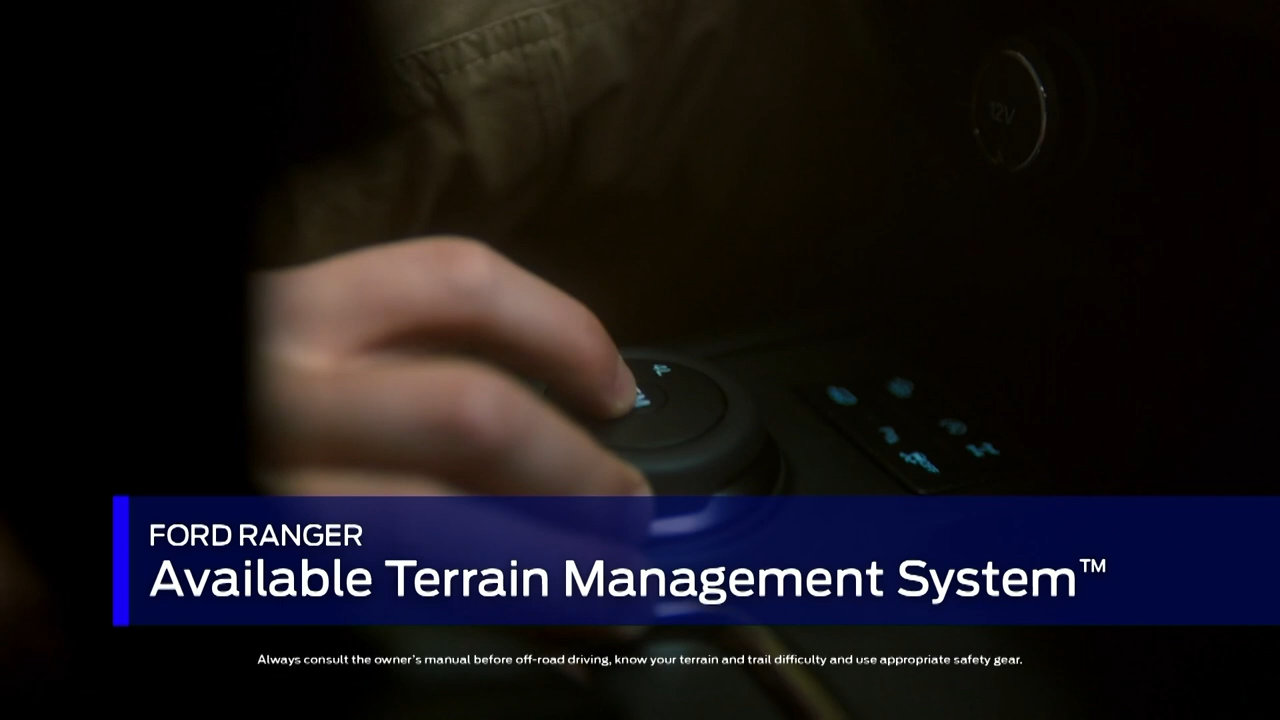 12V
FORD RANGER
Available Terrain Management System™
Always consult the owner's manual before off-road driving, know your terrain and trail difficulty and use appropriate safety gear.